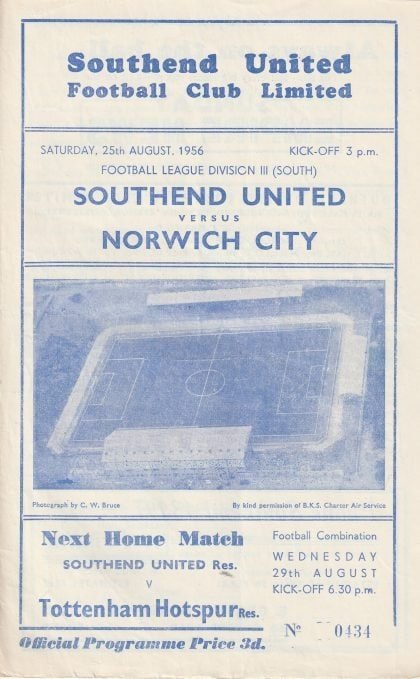 Southend United
Football Club Limited
SATURDAY, 25th AUGUST, 1956 KICK-OFF 3 p.m.
FOOTBALL LEAGUE DIVISION III (SOUTH)
SOUTHEND UNITED
VERSUS
NORWICH CITY
Photograph by C. W. Bruce By kind permission of B.K.S. Charter Air Service
Next Home Match
SOUTHEND UNITED Res.
v
Tottenham Hotspur Res.
Football Combination
WEDNESDAY
29th AUGUST
KICK-OFF 6.30 p.m.
Official Programme Price 3d.
No 0434